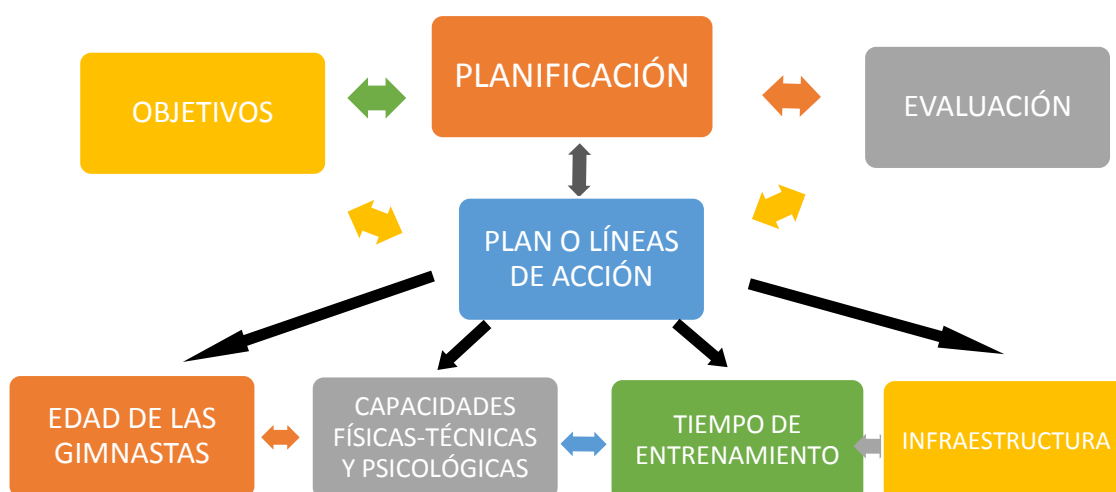 PLANIFICACIÓN
OBJETIVOS
EVALUACIÓN
PLAN O LÍNEAS
DE ACCIÓN
EDAD DE LAS
GIMNASTAS
CAPACIDADES
FÍSICAS-TÉCNICAS
Y PSICOLÓGICAS
TIEMPO DE
ENTRENAMIENTO
INFRAESTRUCTURA